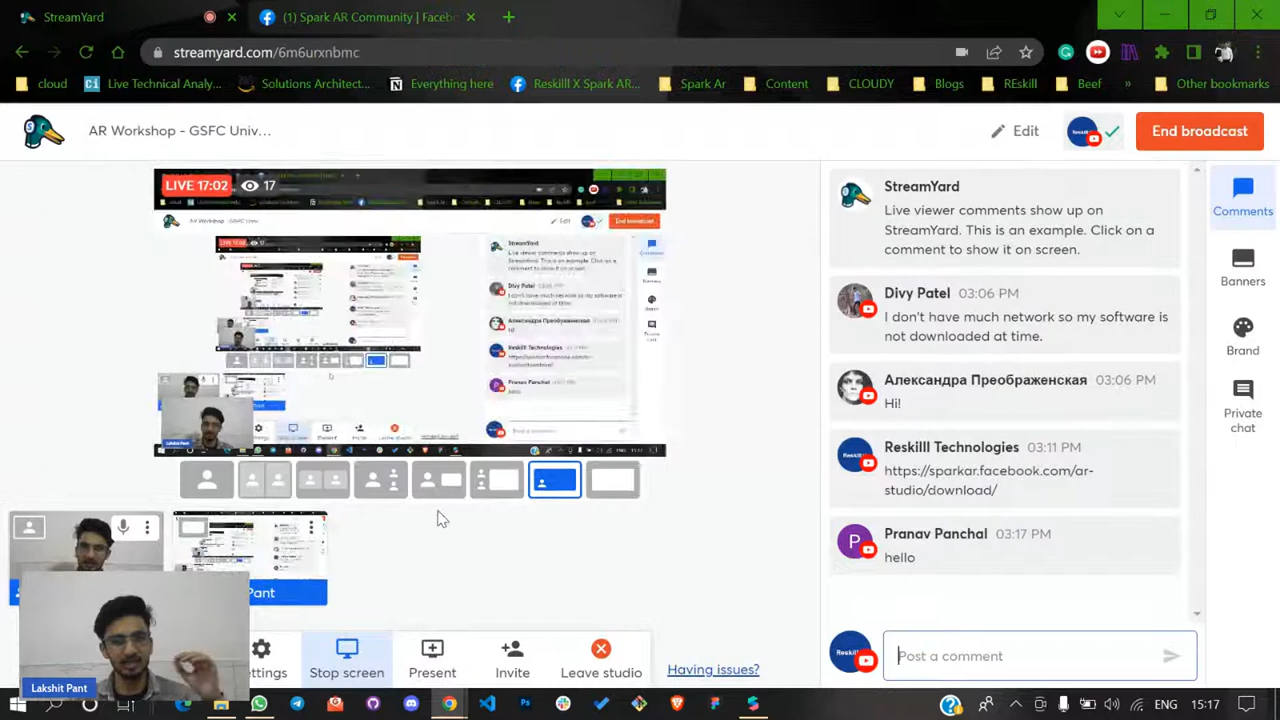 StreamYard
(1) Spark AR Community | Facebo
streamyard.com/6m6urxnbmc
cloud
Live Technical Analy...
Solutions Architect...
Everything here
Reskilll X Spark AR...
Spark Ar
Content
CLOUDY
Blogs
REskill
Beef
»
Other bookmarks
AR Workshop - GSFC Univ...
Edit
End broadcast
LIVE 17:02 17
StreamYard
Live viewer comments show up on
StreamYard. This is an example. Click on a
comment to show it on screen.
Divy Patel 03:06 PM
I don't have much network so my software is
not downloaded at time.
Александра Преображенская 03:06 PM
Hi!
Reskilll Technologies 03:11 PM
https://sparkar.facebook.com/ar-
studio/download/
Pranav Panchal 03:17 PM
hello
Comments
Banners
Brand
Private
chat
Pant
ettings
Stop screen
Present
Invite
Leave studio
Having issues?
Post a comment
Lakshit Pant
ENG 15:17